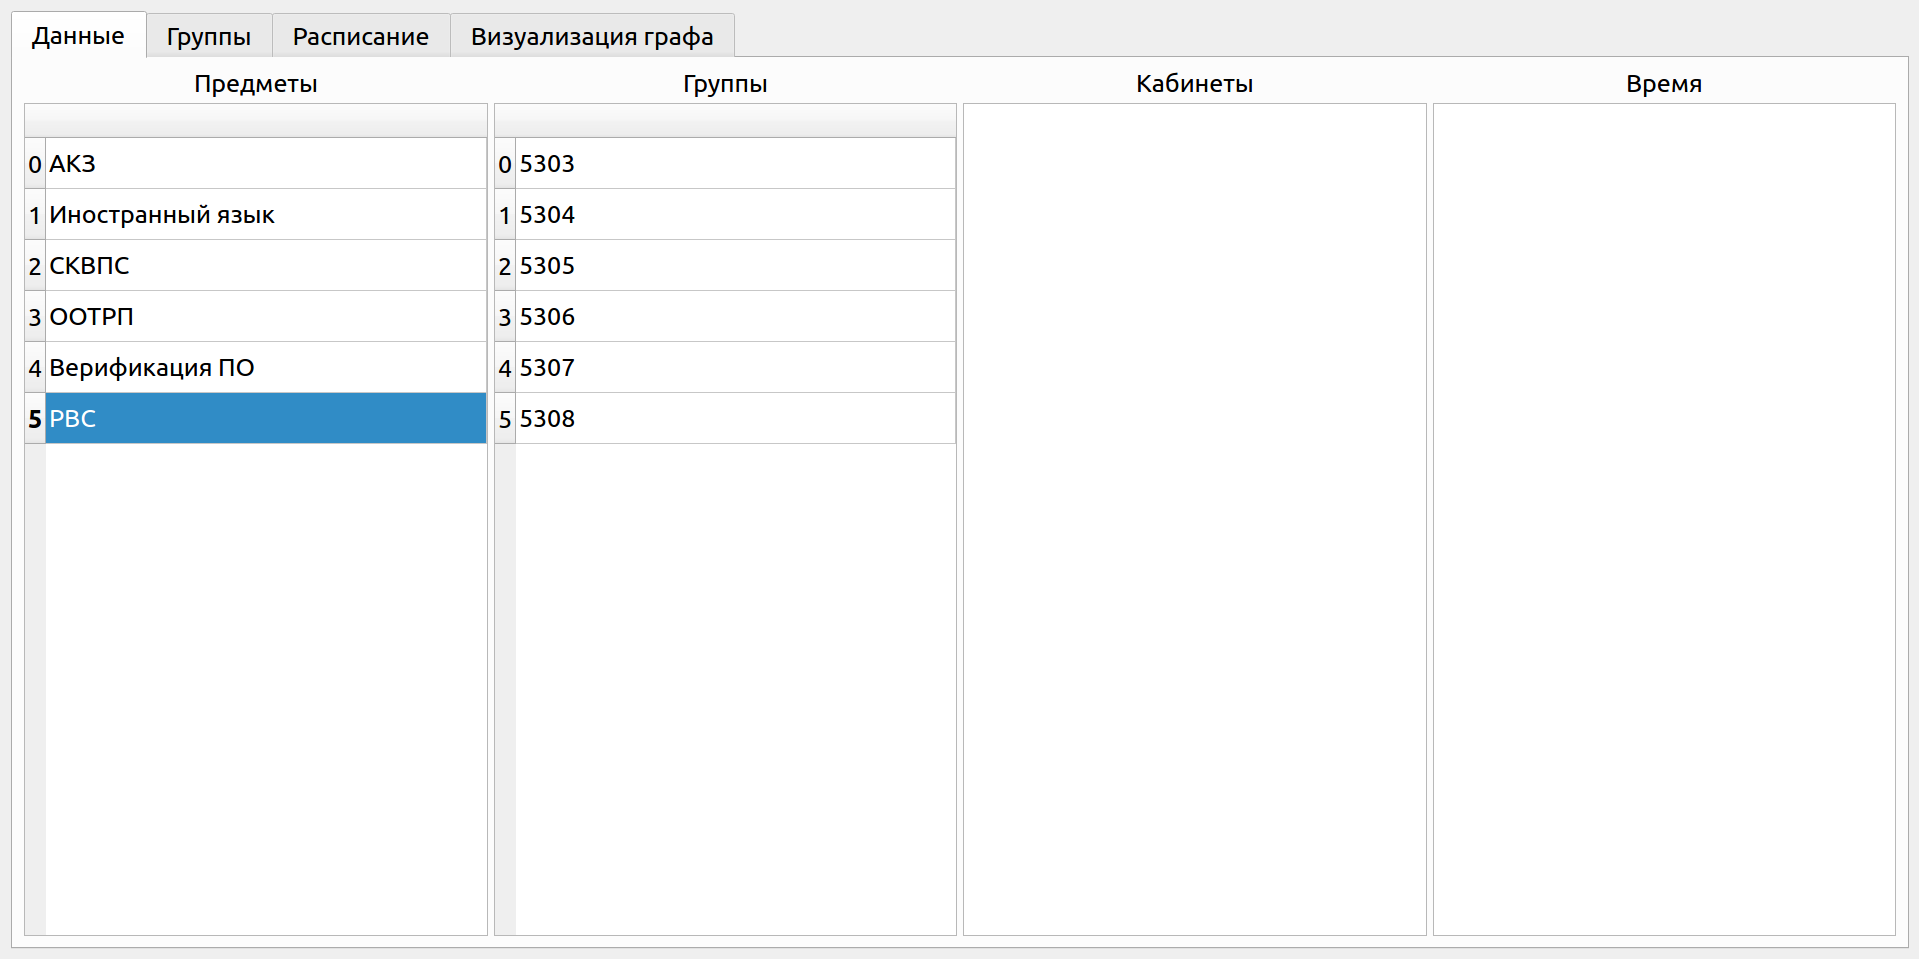 Данные Группы Расписание Визуализация графа
Предметы Группы Кабинеты Время
0 АКЗ 0 5303
1 Иностранный язык 1 5304
2 СКВПС 2 5305
3 ООТРП 3 5306
4 Верификация ПО 4 5307
5 РВС 5 5308